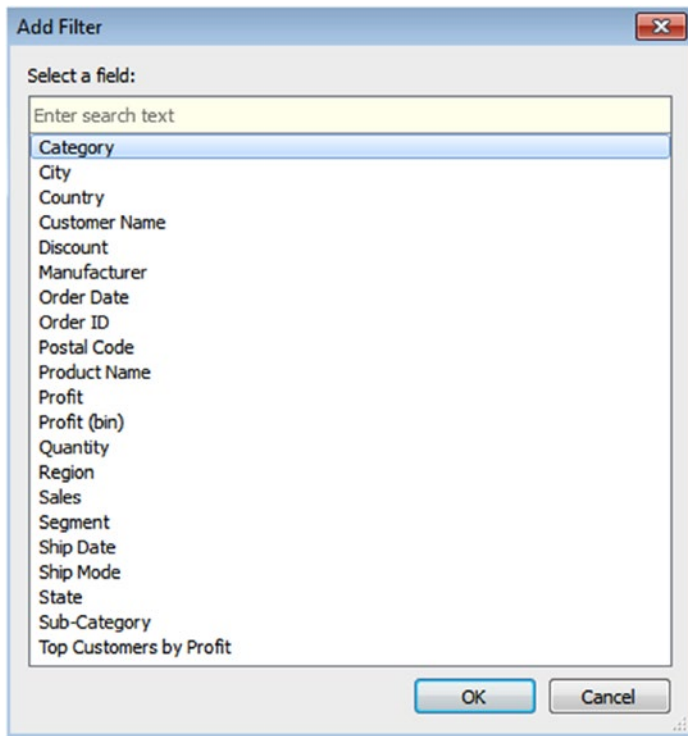 Add Filter
Select a field:
Enter search text
Category
City
Country
Customer Name
Discount
Manufacturer
Order Date
Order ID
Postal Code
Product Name
Profit
Profit (bin)
Quantity
Region
Sales
Segment
Ship Date
Ship Mode
State
Sub-Category
Top Customers by Profit
OK Cancel